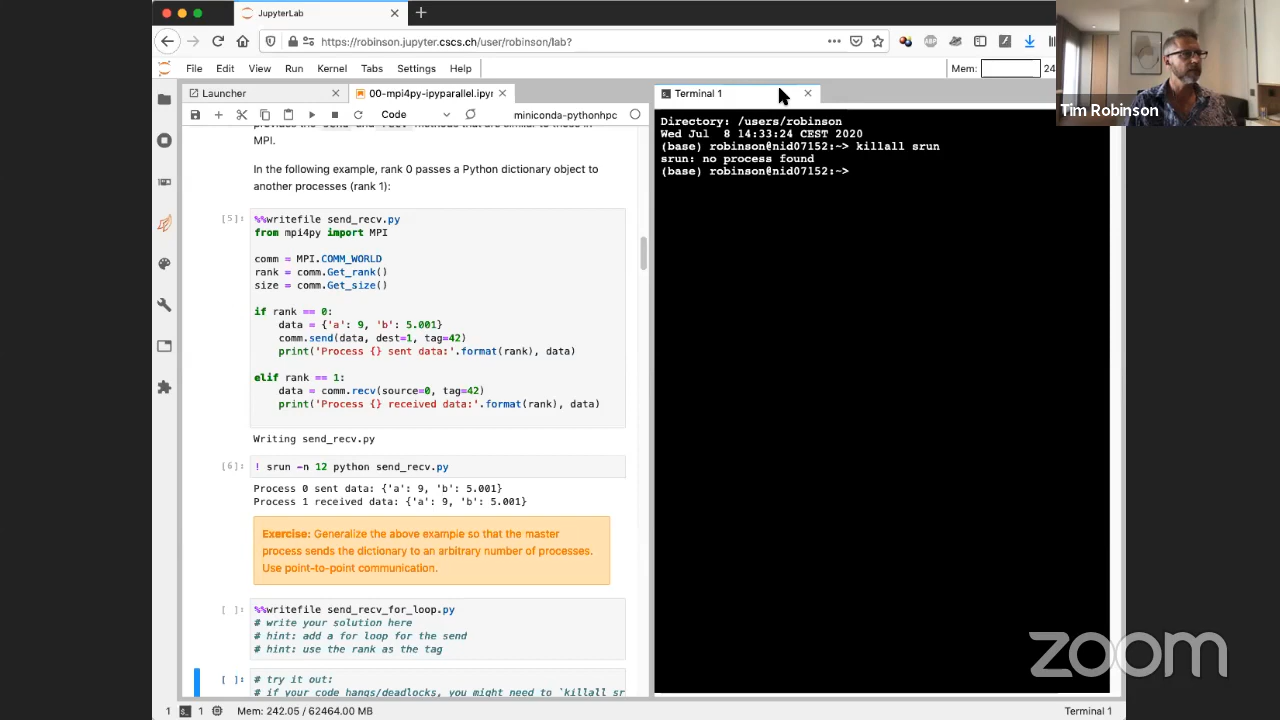 JupyterLab
https://robinson.jupyter.cscs.ch/user/robinson/lab?
File Edit View Run Kernel Tabs Settings Help
Mem: 24
Launcher
00-mpi4py-ipyparallel.ipyr
Terminal 1
Code
miniconda-pythonhpc
MPI.
In the following example, rank 0 passes a Python dictionary object to
another processes (rank 1):
[5]:
%%writefile send_recv.py
from mpi4py import MPI
comm = MPI.COMM_WORLD
rank = comm.Get_rank()
size = comm.Get_size()
if rank == 0:
data = {'a': 9, 'b': 5.001}
comm.send(data, dest=1, tag=42)
print('Process {} sent data:'.format(rank), data)
elif rank == 1:
data = comm.recv(source=0, tag=42)
print('Process {} received data:'.format(rank), data)
Writing send_recv.py
[6]:
! srun -n 12 python send_recv.py
Process 0 sent data: {'a': 9, 'b': 5.001}
Process 1 received data: {'a': 9, 'b': 5.001}
Exercise: Generalize the above example so that the master
process sends the dictionary to an arbitrary number of processes.
Use point-to-point communication.
[ ]:
%%writefile send_recv_for_loop.py
# write your solution here
# hint: add a for loop for the send
# hint: use the rank as the tag
[ ]:
# try it out:
# if your code hangs/deadlocks, you might need to `killall sr
Directory: /users/robinson
Wed Jul  8 14:33:24 CEST 2020
(base) robinson@nid07152:~> killall srun
srun: no process found
(base) robinson@nid07152:~>
Tim Robinson
zoom
1 1 Mem: 242.05 / 62464.00 MB
Terminal 1